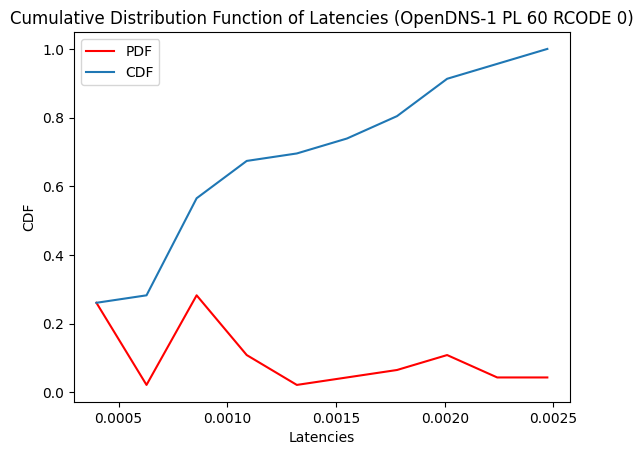 Cumulative Distribution Function of Latencies (OpenDNS-1 PL 60 RCODE 0)
PDF
CDF
1.0
0.8
0.6
0.4
0.2
0.0
CDF
0.0005
0.0010
0.0015
0.0020
0.0025
Latencies